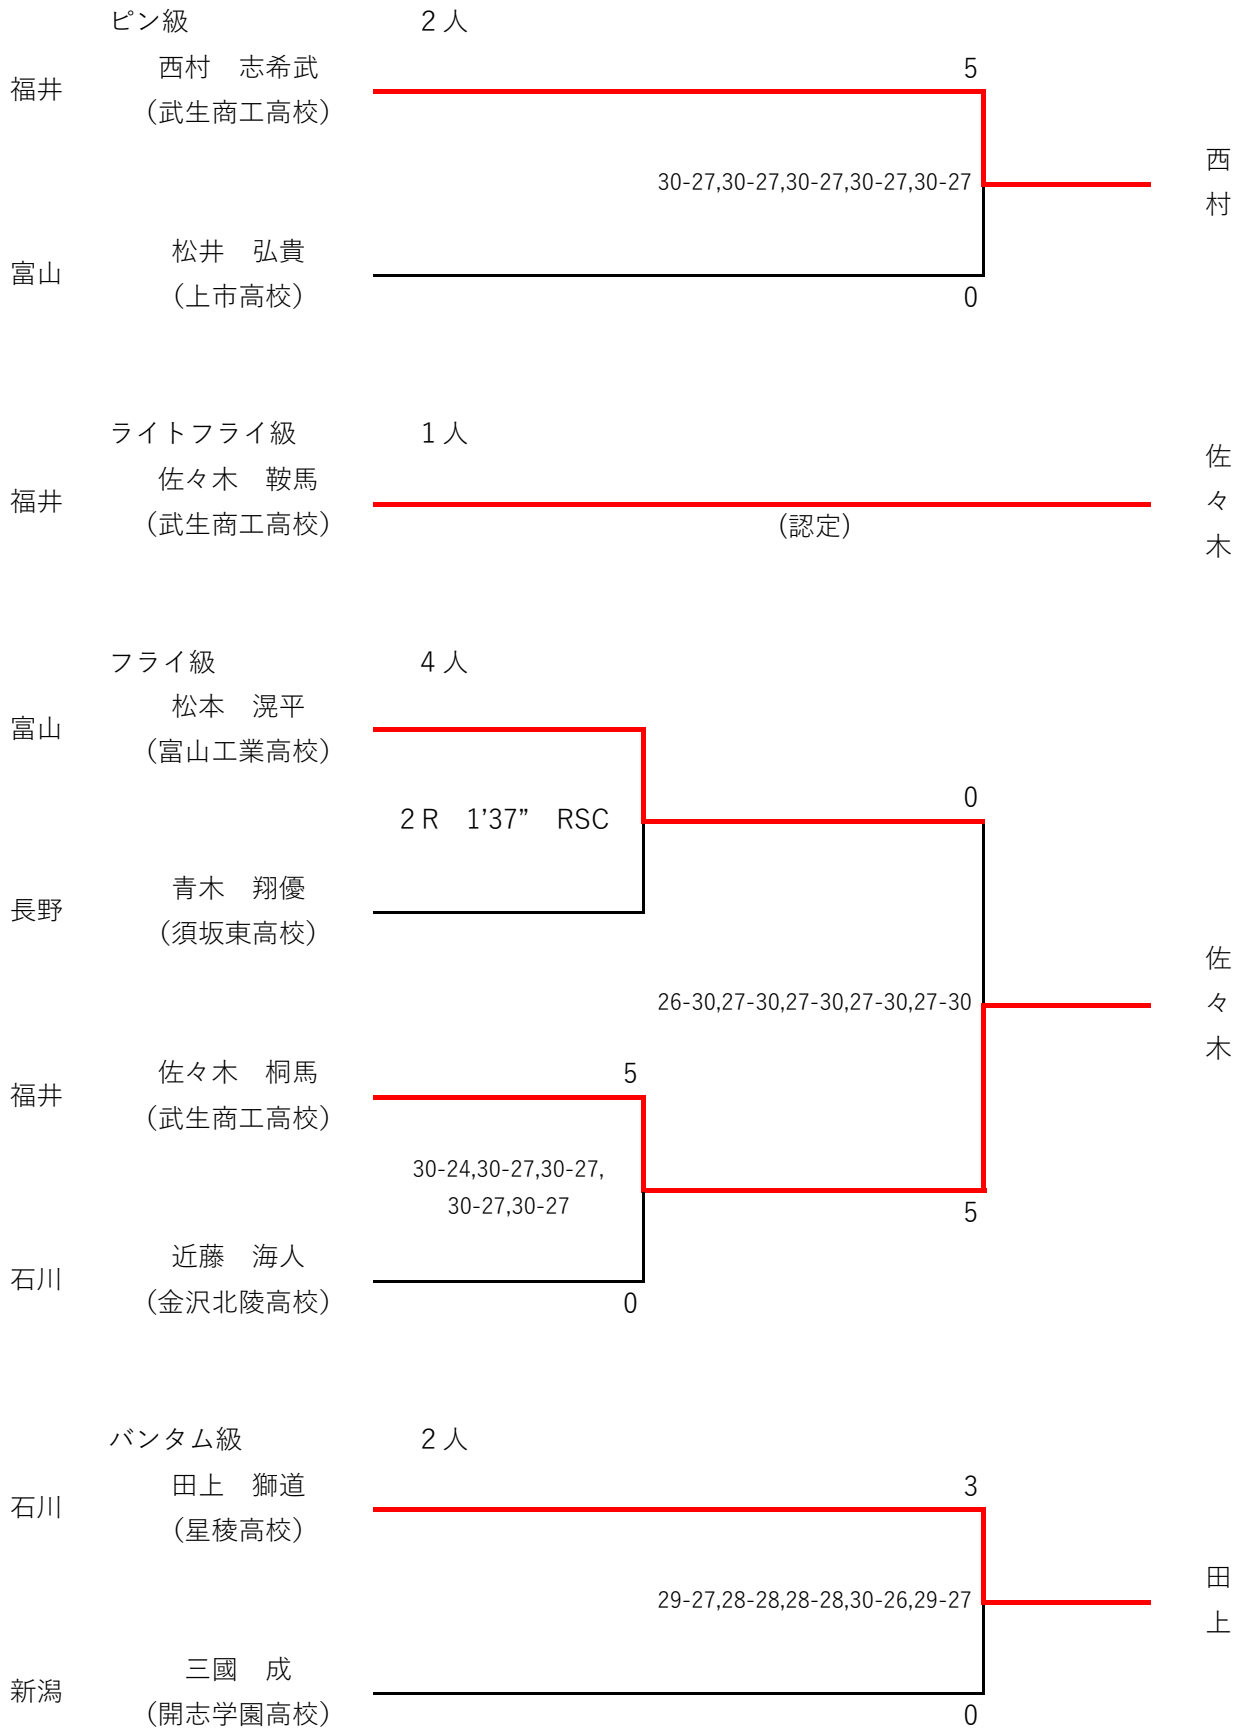 ピン級　2人
西村　志希武　5
福井
（武生商工高校）
西村
30-27,30-27,30-27,30-27,30-27
松井　弘貴
富山
（上市高校）　0
ライトフライ級　1人
佐々木　鞍馬
福井
（武生商工高校）
(認定)
佐々木
フライ級　4人
松本　滉平
富山
（富山工業高校）
0
2R　1’37”　RSC
青木　翔優
長野
（須坂東高校）
佐々木
26-30,27-30,27-30,27-30,27-30
佐々木　桐馬　5
福井
（武生商工高校）
30-24,30-27,30-27,
30-27,30-27
5
近藤　海人
石川
（金沢北陵高校）　0
バンタム級　2人
田上　獅道　3
石川
（星稜高校）
田上
29-27,28-28,28-28,30-26,29-27
三國　成
新潟
（開志学園高校）　0